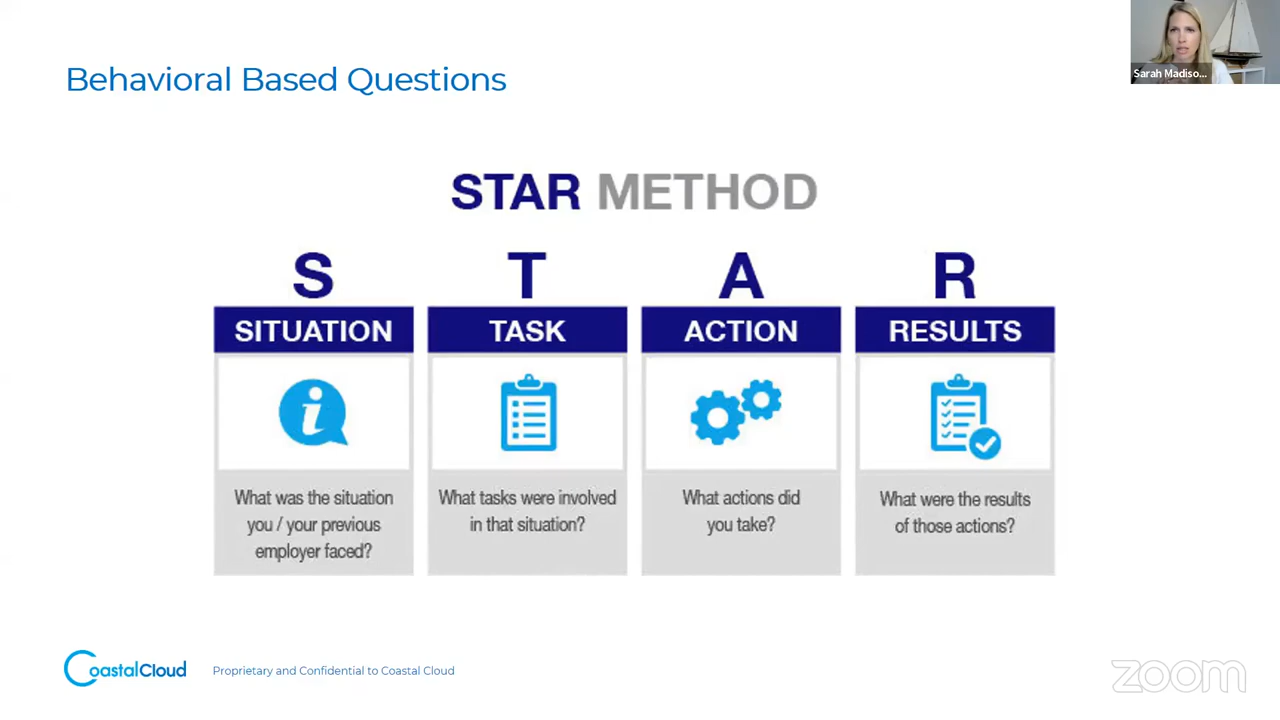 Sarah Madiso...
Behavioral Based Questions
STAR METHOD
S T A R
SITUATION TASK ACTION RESULTS
What was the situation
you / your previous
employer faced?
What tasks were involved
in that situation?
What actions did
you take?
What were the results
of those actions?
CoastalCloud
Proprietary and Confidential to Coastal Cloud
zoom